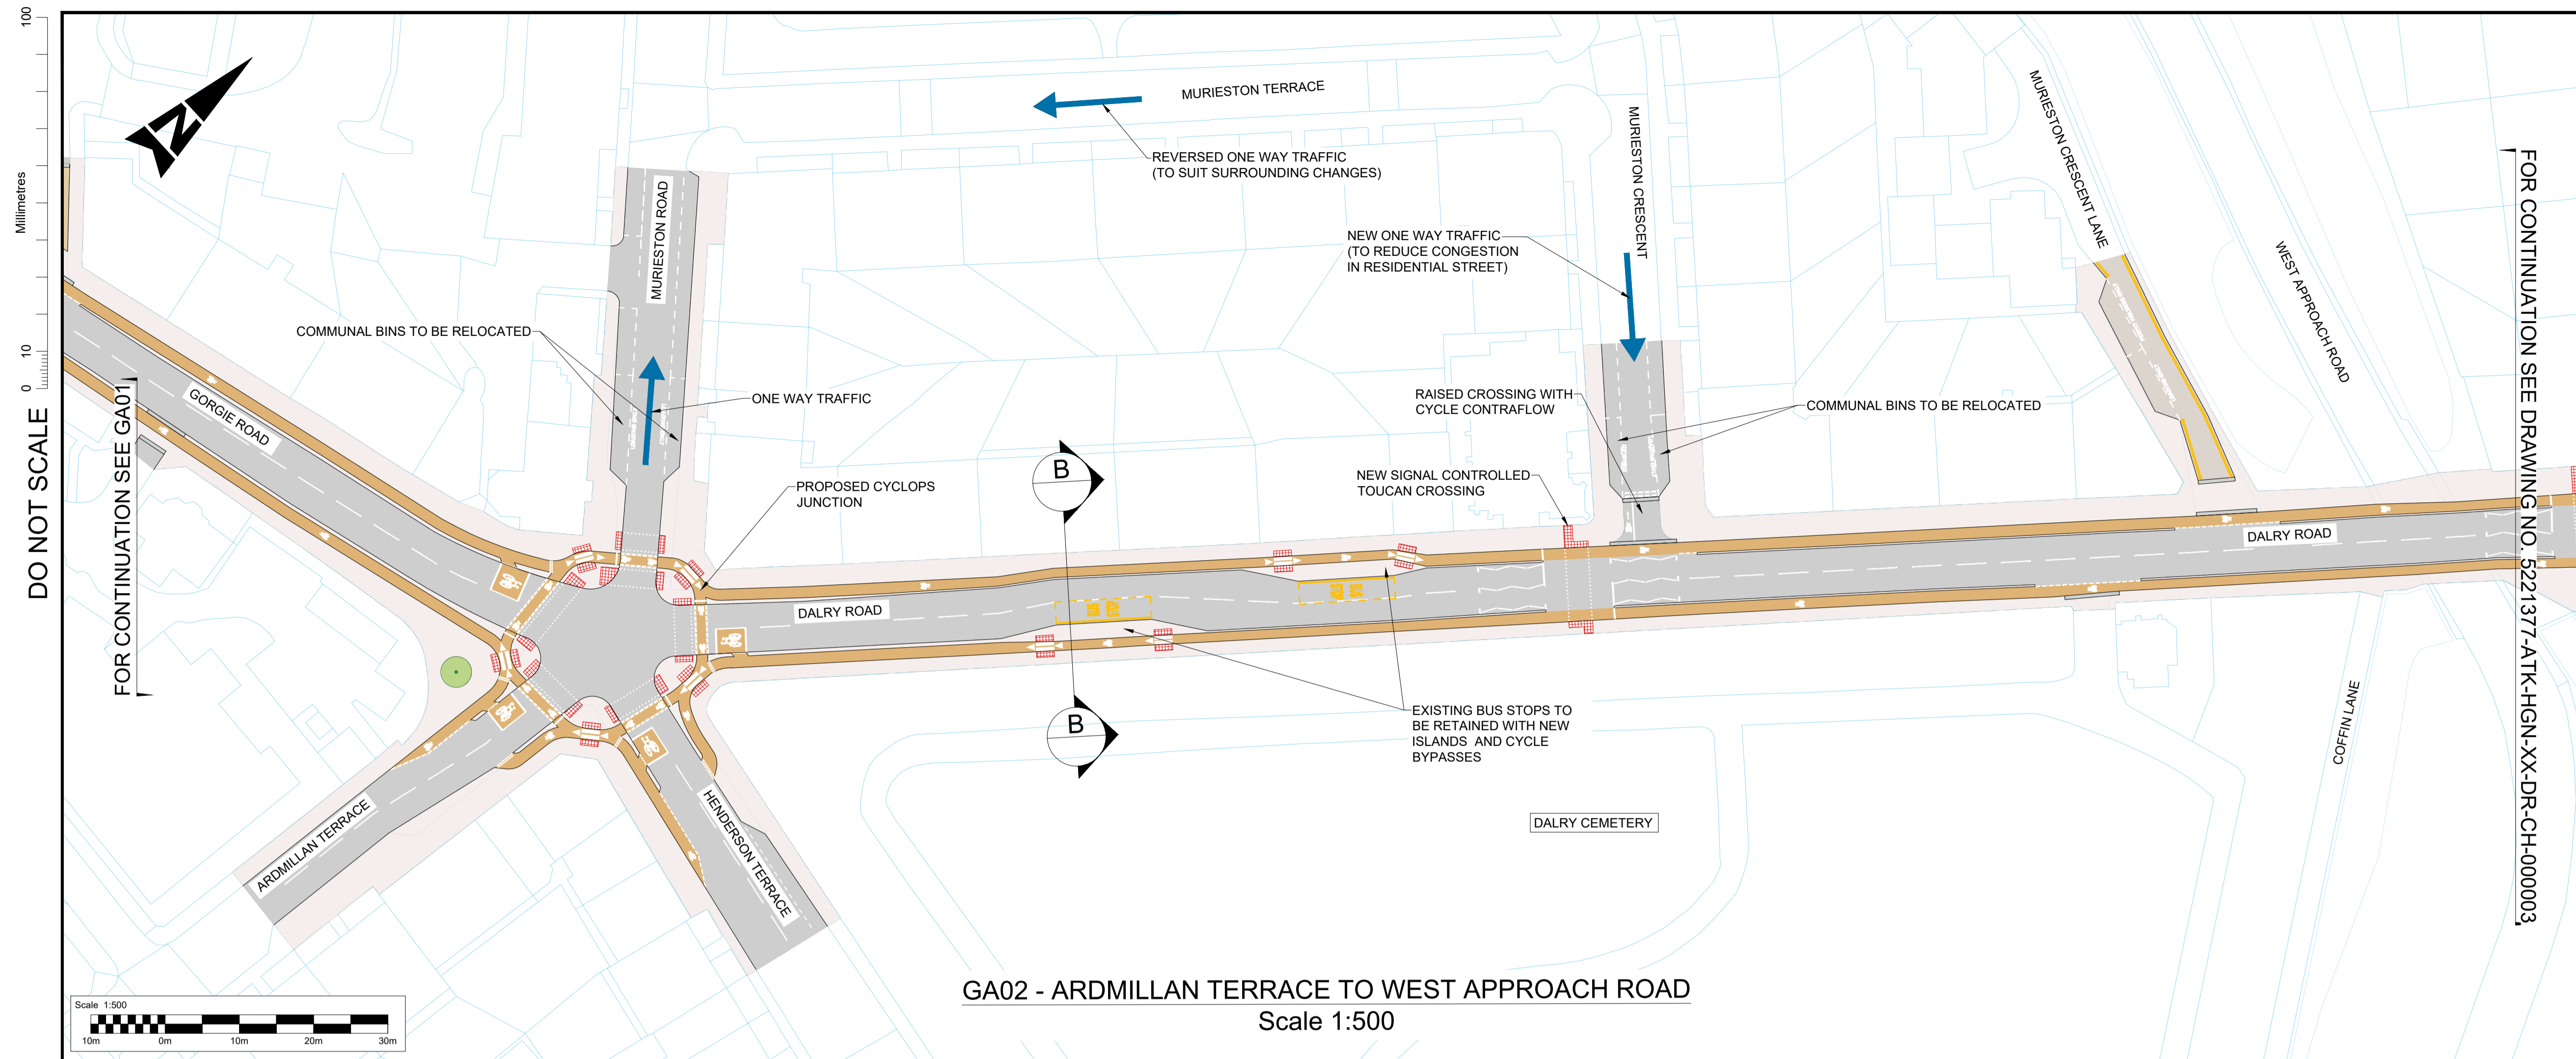 100
Millimetres
10
0
DO NOT SCALE
N
FOR CONTINUATION SEE GA01
GORGIE ROAD
COMMUNAL BINS TO BE RELOCATED
MURIESTON ROAD
ONE WAY TRAFFIC
PROPOSED CYCLOPS
JUNCTION
MURIESTON TERRACE
REVERSED ONE WAY TRAFFIC
(TO SUIT SURROUNDING CHANGES)
MURIESTON CRESCENT
NEW ONE WAY TRAFFIC
(TO REDUCE CONGESTION
IN RESIDENTIAL STREET)
RAISED CROSSING WITH
CYCLE CONTRAFLOW
COMMUNAL BINS TO BE RELOCATED
NEW SIGNAL CONTROLLED
TOUCAN CROSSING
MURIESTON CRESCENT LANE
WEST APPROACH ROAD
FOR CONTINUATION SEE DRAWING NO. 5221377-ATK-HGN-XX-DR-CH-000003
B
B
DALRY ROAD
BUS STOP
BUS STOP
DALRY ROAD
EXISTING BUS STOPS TO
BE RETAINED WITH NEW
ISLANDS AND CYCLE
BYPASSES
DALRY CEMETERY
COFFIN LANE
ARDMILLAN TERRACE
HENDERSON TERRACE
GA02 - ARDMILLAN TERRACE TO WEST APPROACH ROAD
Scale 1:500
Scale 1:500
10m 0m 10m 20m 30m